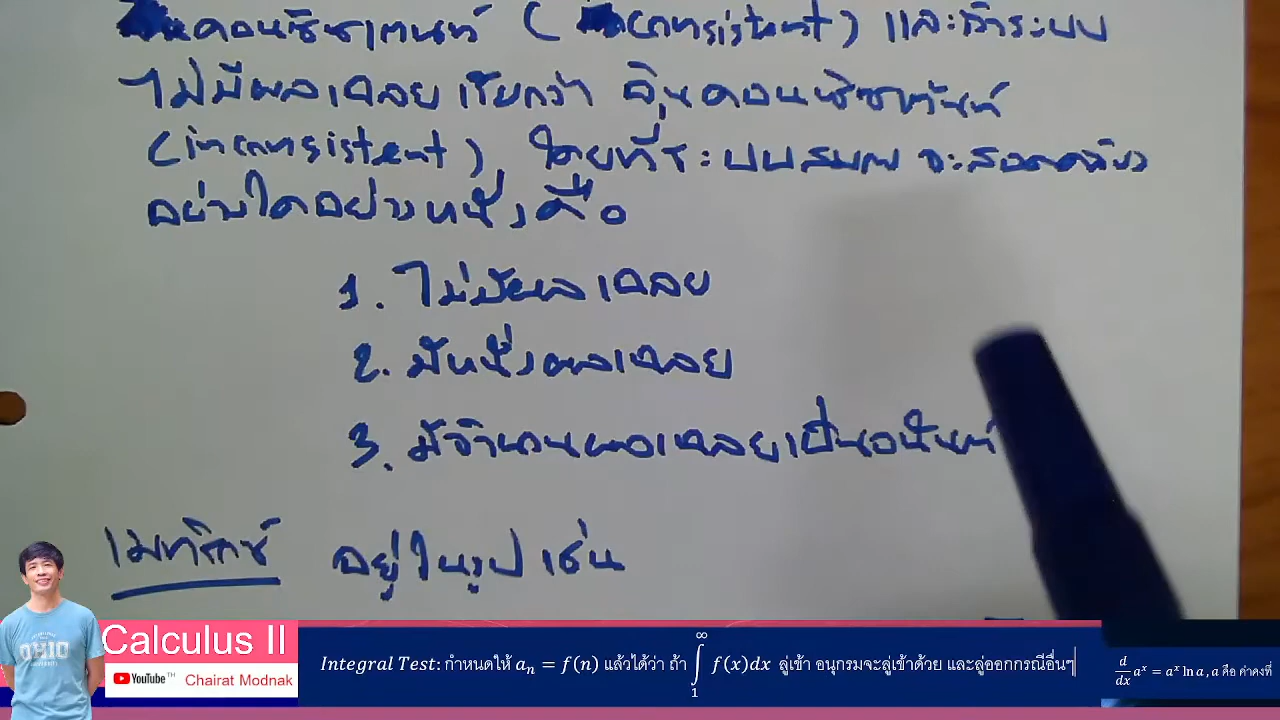 คอนซิซเตนท์ (consistent) และถ้าระบบ
ไม่มีผลเฉลย เรียกว่า อินคอนซิซเทนท์
(inconsistent) โดยที่ระบบสมการ จะสอดคล้อง
อย่างใดอย่างหนึ่งคือ
1. ไม่มีผลเฉลย
2. มีหนึ่งผลเฉลย
3. มีจำนวนผลเฉลยเป็นอนันท์
เมทริกซ์ อยู่ในรูป เช่น
OHIO
Calculus II
YouTube TH Chairat Modnak
Integral Test: กำหนดให้ aₙ = f(n) แล้วได้ว่า ถ้า ∫₁^∞ f(x)dx ลู่เข้า อนุกรมจะลู่เข้าด้วย และลู่ออกกรณีอื่นๆ
d/dx aˣ = aˣ ln a , a คือ ค่าคงที่